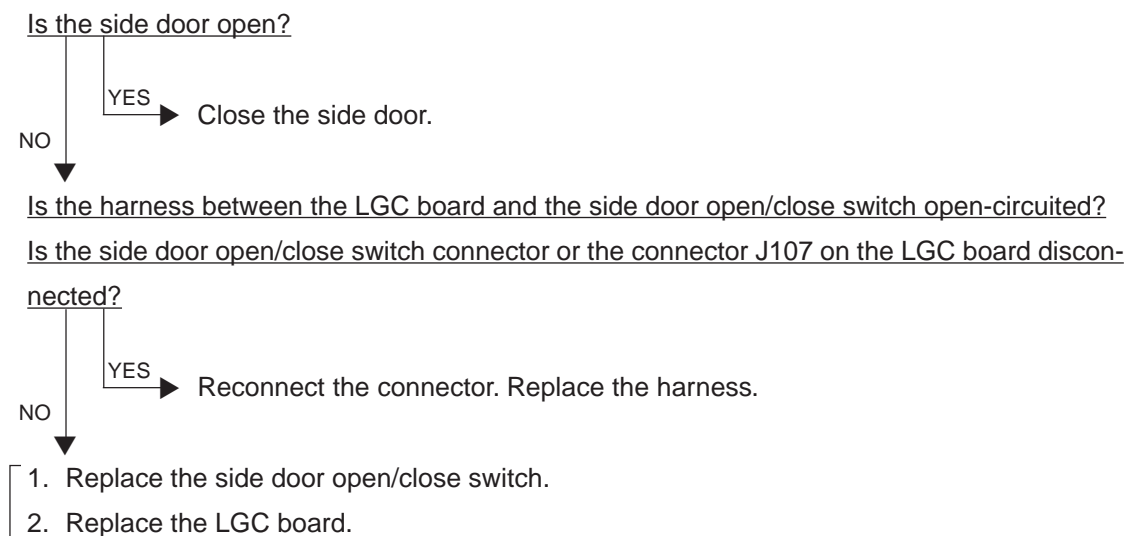 Is the side door open?
YES
Close the side door.
NO
Is the harness between the LGC board and the side door open/close switch open-circuited?
Is the side door open/close switch connector or the connector J107 on the LGC board discon-
nected?
YES
Reconnect the connector. Replace the harness.
NO
1. Replace the side door open/close switch.
2. Replace the LGC board.